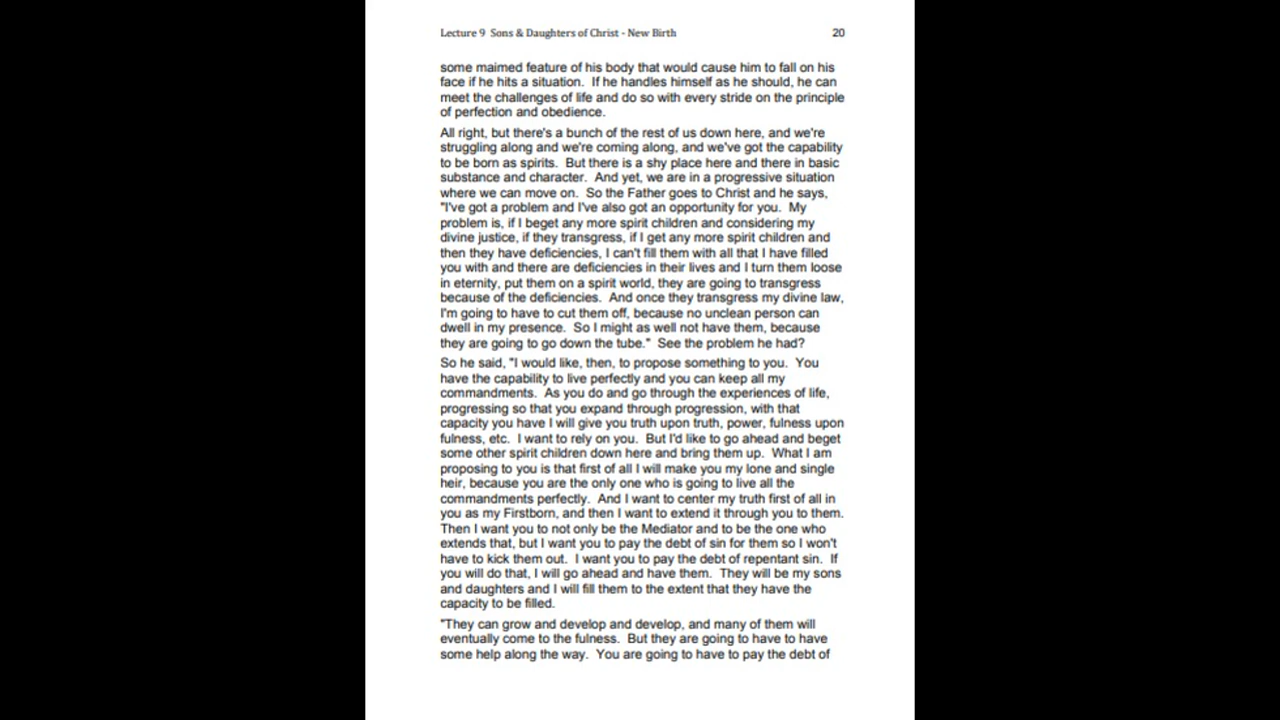 Lecture 9 Sons & Daughters of Christ - New Birth 20
some maimed feature of his body that would cause him to fall on his
face if he hits a situation. If he handles himself as he should, he can
meet the challenges of life and do so with every stride on the principle
of perfection and obedience.
All right, but there's a bunch of the rest of us down here, and we're
struggling along and we're coming along, and we've got the capability
to be born as spirits. But there is a shy place here and there in basic
substance and character. And yet, we are in a progressive situation
where we can move on. So the Father goes to Christ and he says,
"I've got a problem and I've also got an opportunity for you. My
problem is, if I beget any more spirit children and considering my
divine justice, if they transgress, if I get any more spirit children and
then they have deficiencies, I can't fill them with all that I have filled
you with and there are deficiencies in their lives and I turn them loose
in eternity, put them on a spirit world, they are going to transgress
because of the deficiencies. And once they transgress my divine law,
I'm going to have to cut them off, because no unclean person can
dwell in my presence. So I might as well not have them, because
they are going to go down the tube." See the problem he had?
So he said, "I would like, then, to propose something to you. You
have the capability to live perfectly and you can keep all my
commandments. As you do and go through the experiences of life,
progressing so that you expand through progression, with that
capacity you have I will give you truth upon truth, power, fulness upon
fulness, etc. I want to rely on you. But I'd like to go ahead and beget
some other spirit children down here and bring them up. What I am
proposing to you is that first of all I will make you my lone and single
heir, because you are the only one who is going to live all the
commandments perfectly. And I want to center my truth first of all in
you as my Firstborn, and then I want to extend it through you to them.
Then I want you to not only be the Mediator and to be the one who
extends that, but I want you to pay the debt of sin for them so I won't
have to kick them out. I want you to pay the debt of repentant sin. If
you will do that, I will go ahead and have them. They will be my sons
and daughters and I will fill them to the extent that they have the
capacity to be filled.
"They can grow and develop and develop, and many of them will
eventually come to the fulness. But they are going to have to have
some help along the way. You are going to have to pay the debt of